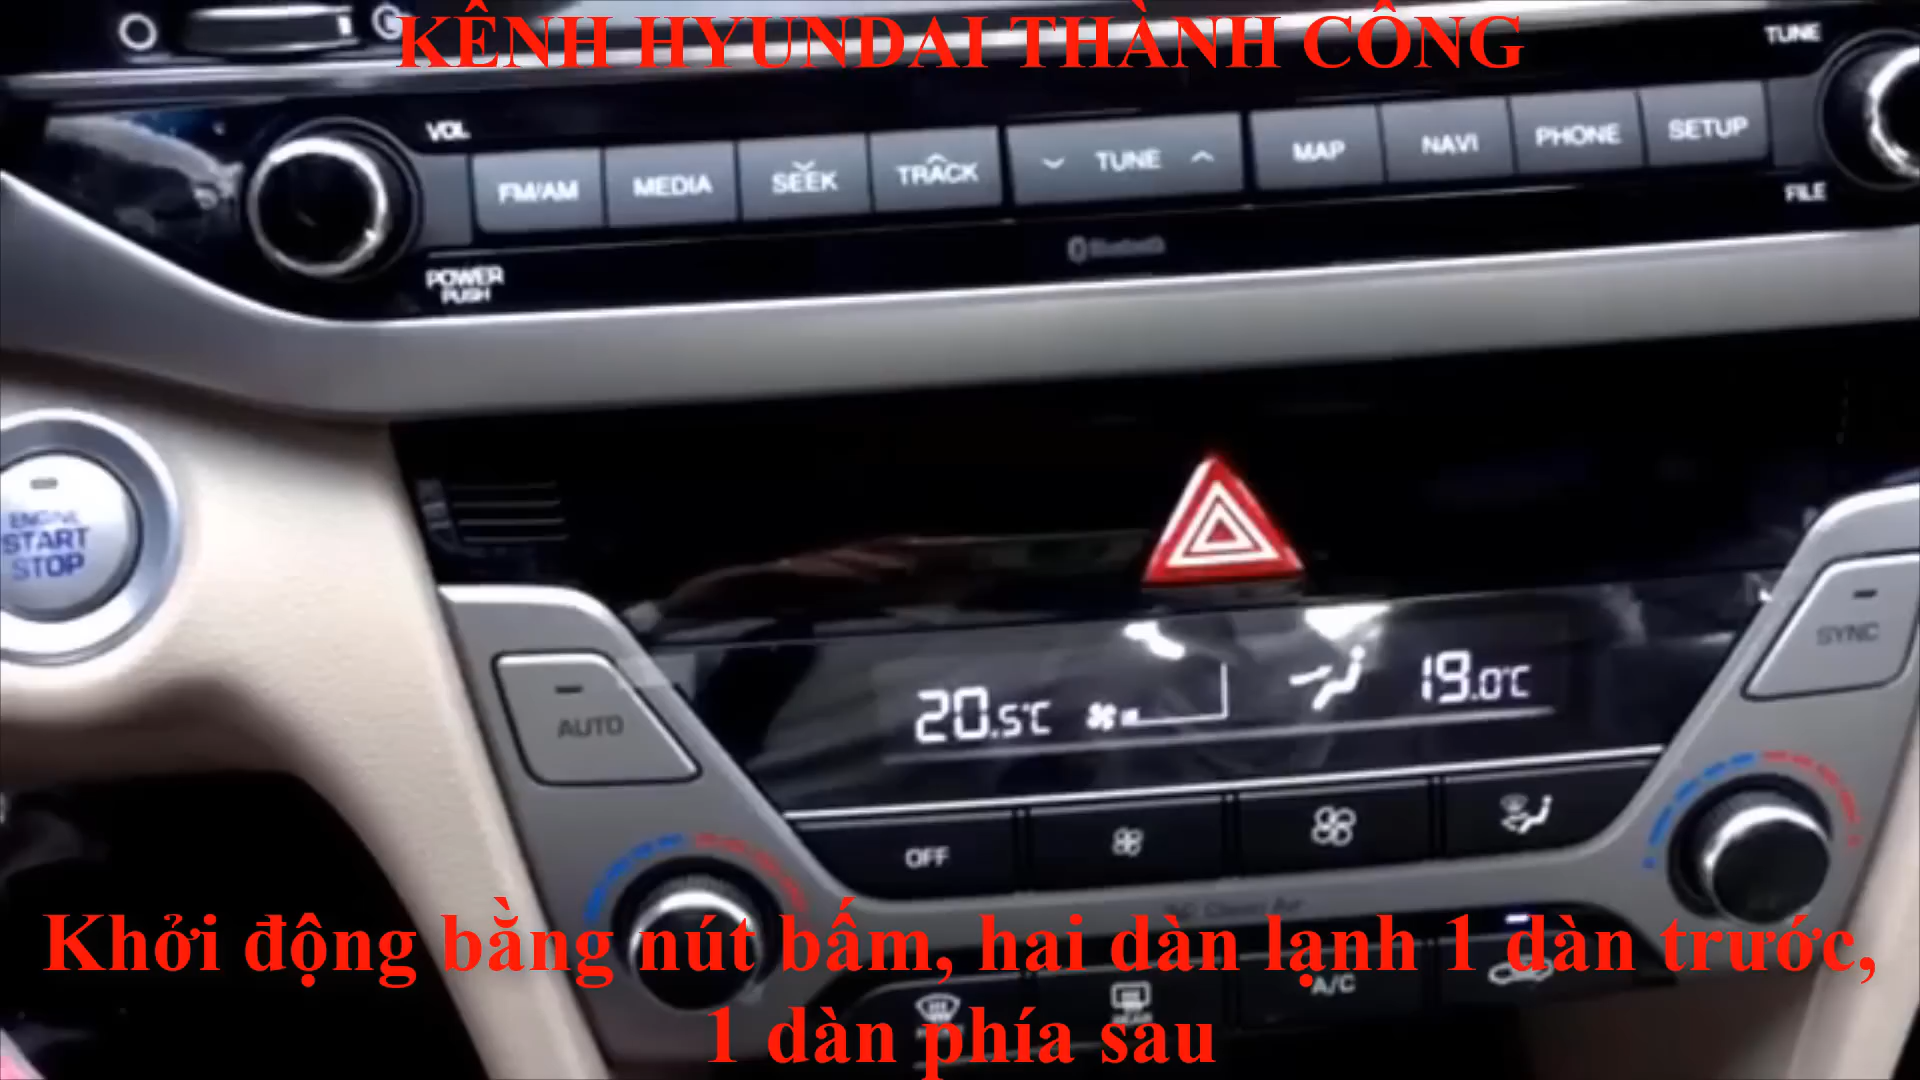 KÊNH HYUNDAI THÀNH CÔNG
TUNE
VOL
FM/AM MEDIA SEEK TRACK TUNE MAP NAVI PHONE SETUP
FILE
POWER
PUSH
Bluetooth
ENGINE
START
STOP
SYNC
AUTO
20.5°C 19.0°C
OFF
Khởi động bằng nút bấm, hai dàn lạnh 1 dàn trước,
A/C
1 dàn phía sau